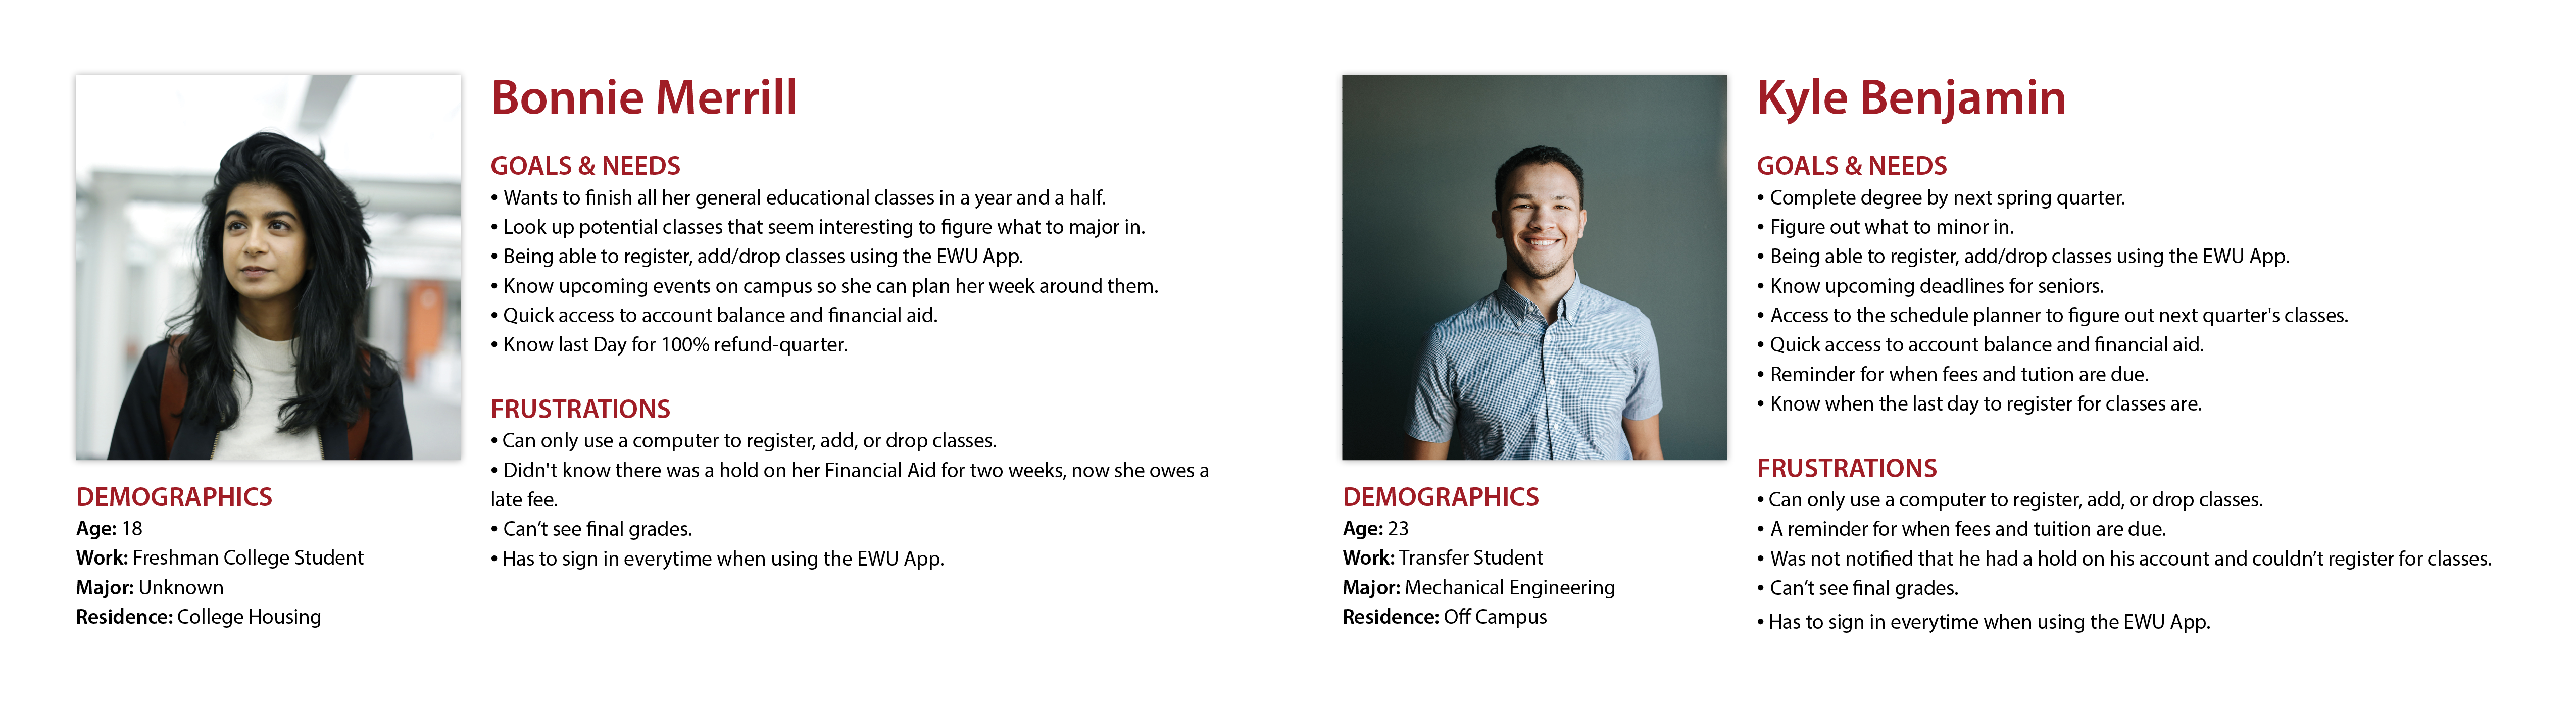 Bonnie Merrill
GOALS & NEEDS
• Wants to finish all her general educational classes in a year and a half.
• Look up potential classes that seem interesting to figure what to major in.
• Being able to register, add/drop classes using the EWU App.
• Know upcoming events on campus so she can plan her week around them.
• Quick access to account balance and financial aid.
• Know last Day for 100% refund-quarter.
FRUSTRATIONS
• Can only use a computer to register, add, or drop classes.
• Didn't know there was a hold on her Financial Aid for two weeks, now she owes a
late fee.
• Can’t see final grades.
• Has to sign in everytime when using the EWU App.
DEMOGRAPHICS
Age: 18
Work: Freshman College Student
Major: Unknown
Residence: College Housing
Kyle Benjamin
GOALS & NEEDS
• Complete degree by next spring quarter.
• Figure out what to minor in.
• Being able to register, add/drop classes using the EWU App.
• Know upcoming deadlines for seniors.
• Access to the schedule planner to figure out next quarter's classes.
• Quick access to account balance and financial aid.
• Reminder for when fees and tution are due.
• Know when the last day to register for classes are.
FRUSTRATIONS
• Can only use a computer to register, add, or drop classes.
• A reminder for when fees and tuition are due.
• Was not notified that he had a hold on his account and couldn’t register for classes.
• Can’t see final grades.
• Has to sign in everytime when using the EWU App.
DEMOGRAPHICS
Age: 23
Work: Transfer Student
Major: Mechanical Engineering
Residence: Off Campus